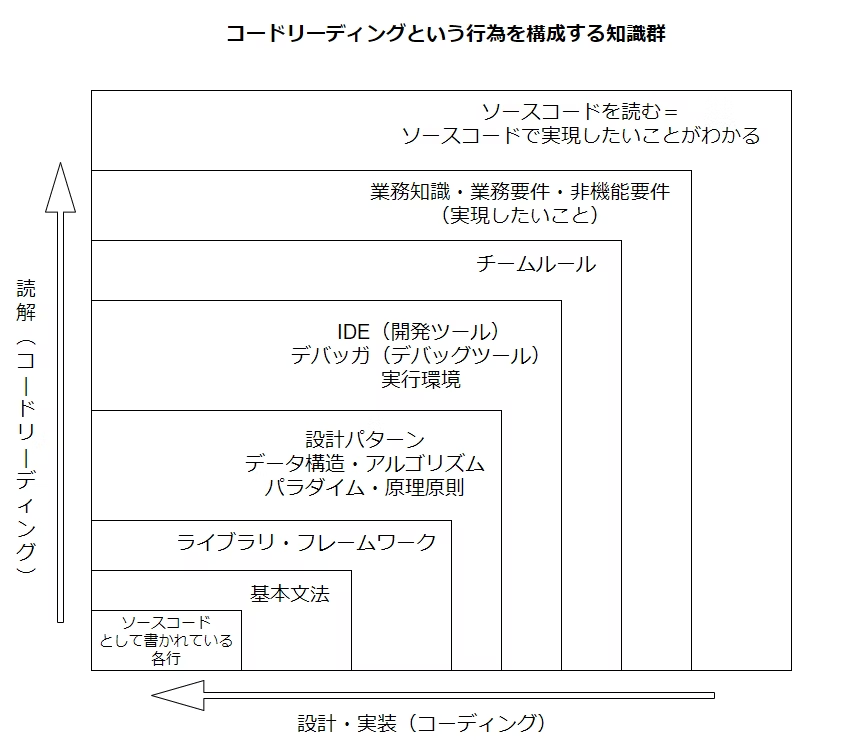 コードリーディングという行為を構成する知識群
ソースコードを読む＝
ソースコードで実現したいことがわかる
業務知識・業務要件・非機能要件
（実現したいこと）
チームルール
IDE（開発ツール）
デバッガ（デバッグツール）
実行環境
設計パターン
データ構造・アルゴリズム
パラダイム・原理原則
ライブラリ・フレームワーク
基本文法
ソースコード
として書かれている
各行
読解（コードリーディング）
設計・実装（コーディング）